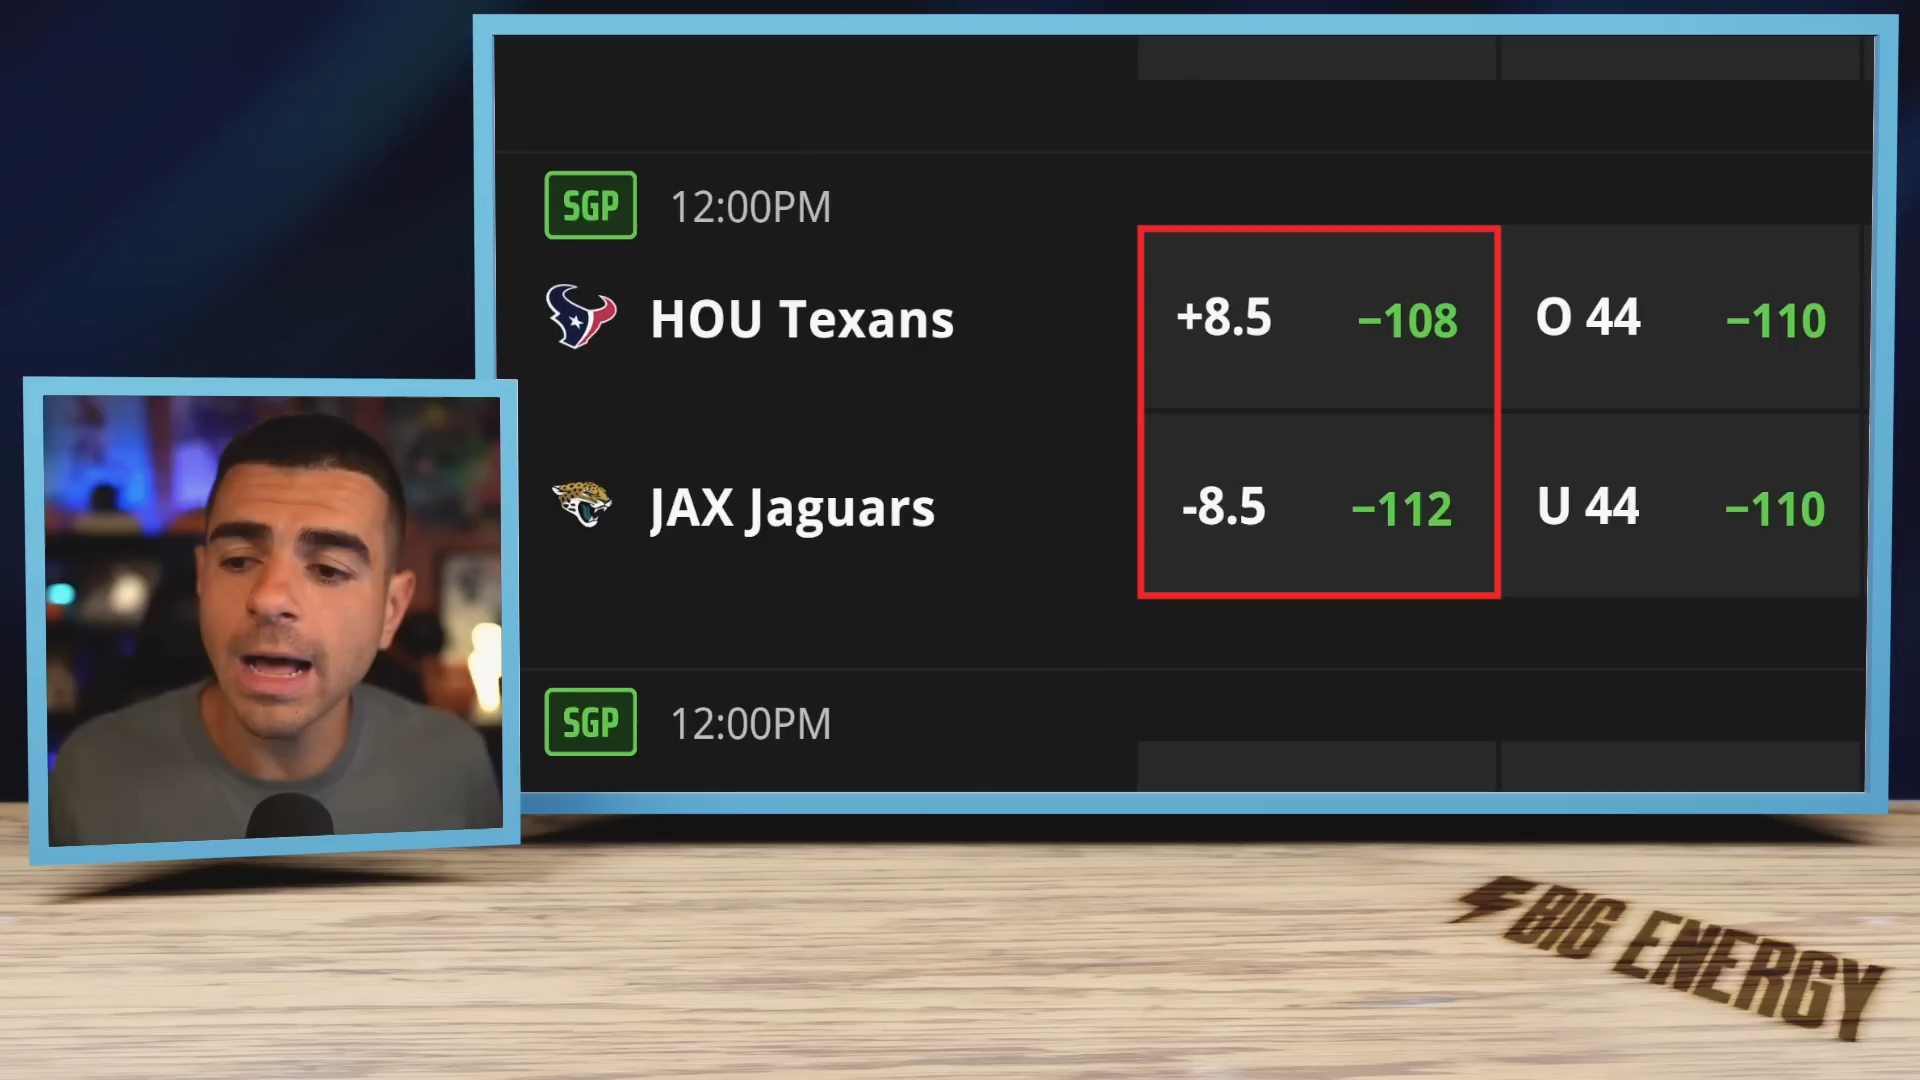 SGP 12:00PM
HOU Texans +8.5 −108 O 44 −110
JAX Jaguars -8.5 −112 U 44 −110
SGP 12:00PM
BIG ENERGY